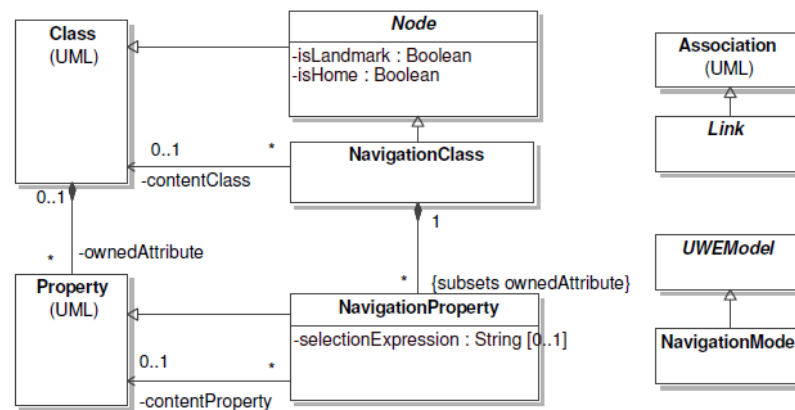 Class
(UML)
Node
-isLandmark : Boolean
-isHome : Boolean
Association
(UML)
Link
0..1
*
-contentClass
NavigationClass
0..1
1
*
-ownedAttribute
*
{subsets ownedAttribute}
UWEModel
Property
(UML)
NavigationProperty
-selectionExpression : String [0..1]
NavigationModel
0..1
*
-contentProperty